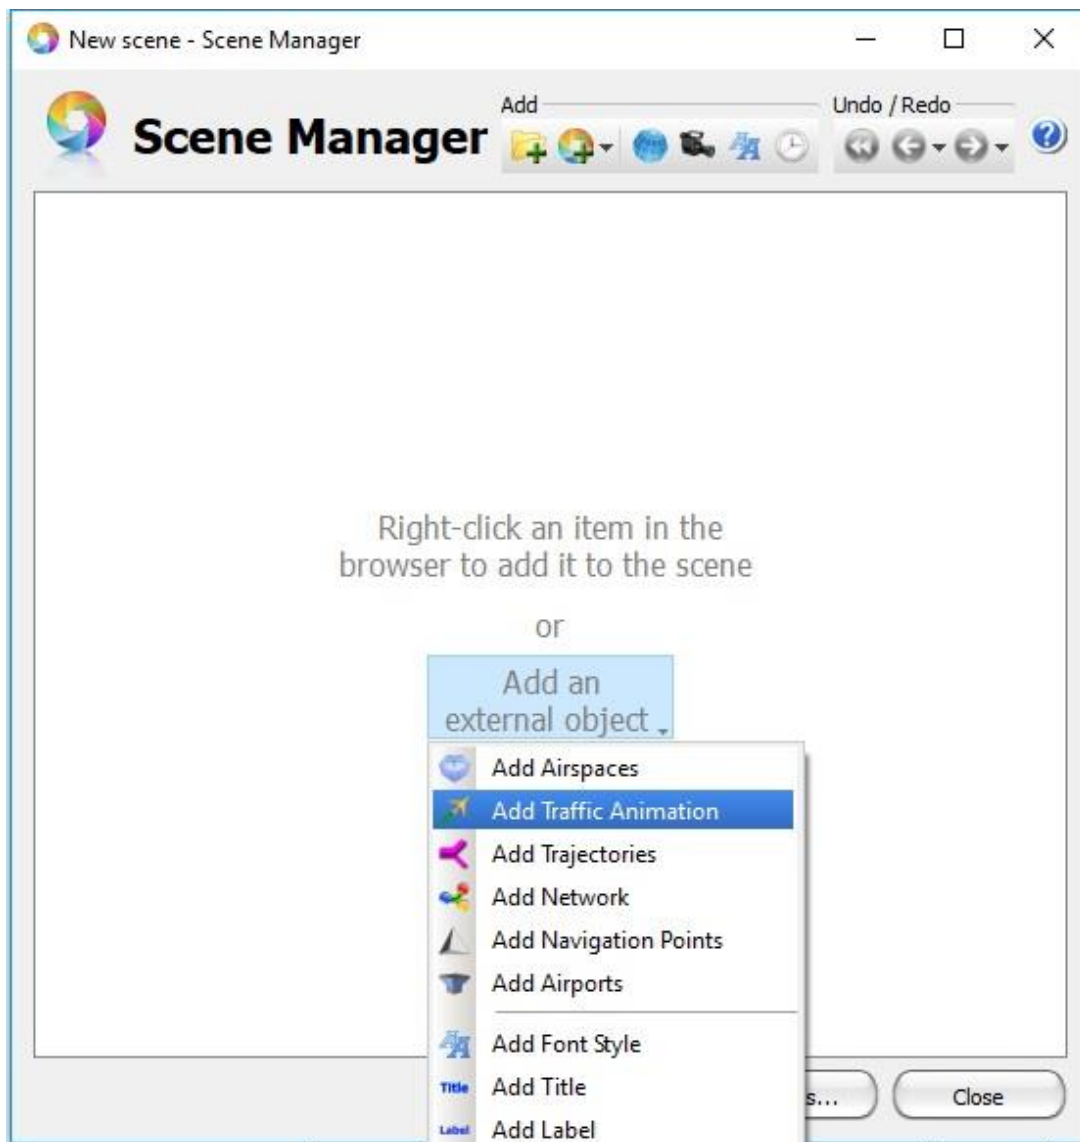 New scene - Scene Manager
Scene Manager
Add
Undo / Redo
Right-click an item in the
browser to add it to the scene
or
Add an
external object
Add Airspaces
Add Traffic Animation
Add Trajectories
Add Network
Add Navigation Points
Add Airports
Add Font Style
Title Add Title
Label Add Label
s...
Close